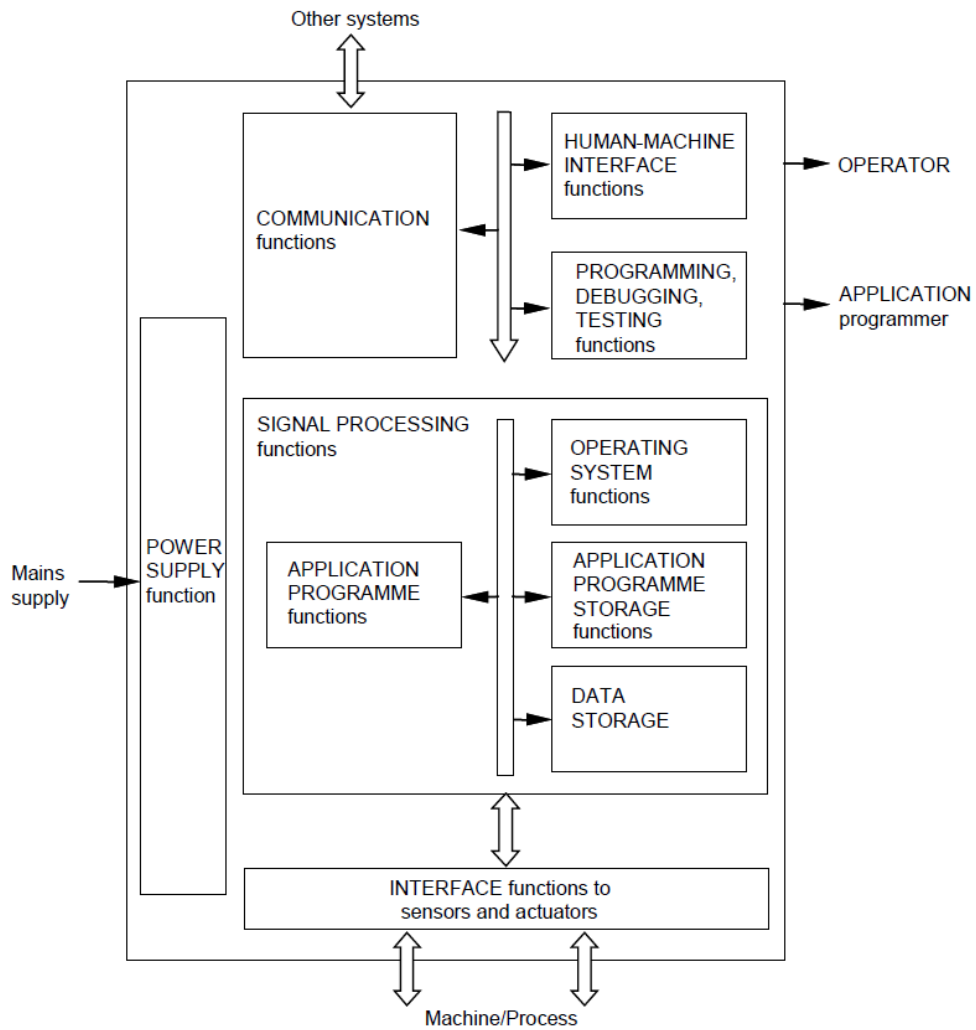 Other systems
HUMAN-MACHINE
INTERFACE
functions
OPERATOR
COMMUNICATION
functions
PROGRAMMING,
DEBUGGING,
TESTING
functions
APPLICATION
programmer
SIGNAL PROCESSING
functions
OPERATING
SYSTEM
functions
Mains
supply
POWER
SUPPLY
function
APPLICATION
PROGRAMME
functions
APPLICATION
PROGRAMME
STORAGE
functions
DATA
STORAGE
INTERFACE functions to
sensors and actuators
Machine/Process